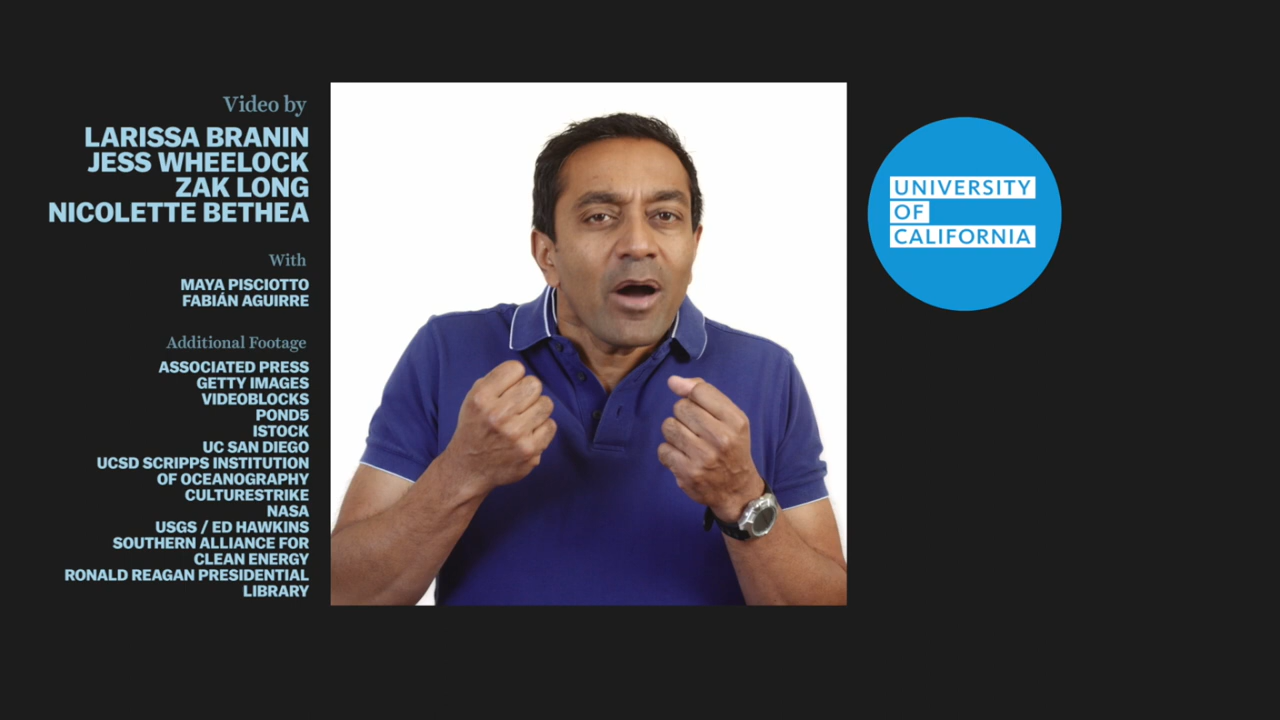 Video by
LARISSA BRANIN
JESS WHEELOCK
ZAK LONG
NICOLETTE BETHEA
With
MAYA PISCIOTTO
FABIÁN AGUIRRE
Additional Footage
ASSOCIATED PRESS
GETTY IMAGES
VIDEOBLOCKS
POND5
ISTOCK
UC SAN DIEGO
UCSD SCRIPPS INSTITUTION
OF OCEANOGRAPHY
CULTURESTRIKE
NASA
USGS / ED HAWKINS
SOUTHERN ALLIANCE FOR
CLEAN ENERGY
RONALD REAGAN PRESIDENTIAL
LIBRARY
UNIVERSITY
OF
CALIFORNIA